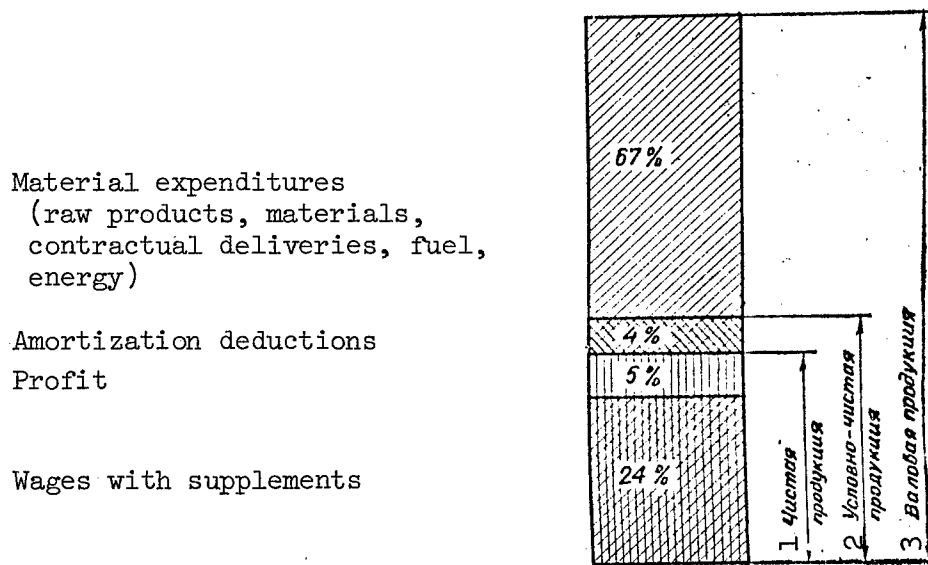 Material expenditures
(raw products, materials,
contractual deliveries, fuel,
energy)
Amortization deductions
Profit
Wages with supplements
67 %
4 %
5 %
24 %
1 Чистая
продукция
2 Условно-чистая
продукция
3 Валовая продукция